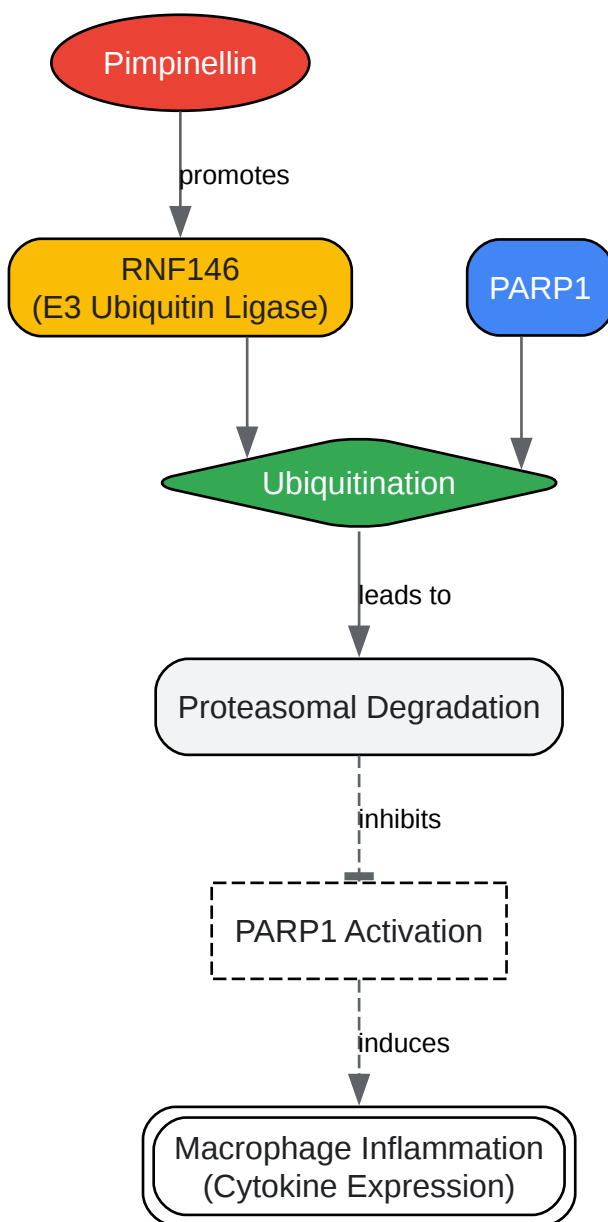 Pimpinellin
promotes
RNF146
(E3 Ubiquitin Ligase)
PARP1
Ubiquitination
leads to
Proteasomal Degradation
inhibits
PARP1 Activation
induces
Macrophage Inflammation
(Cytokine Expression)